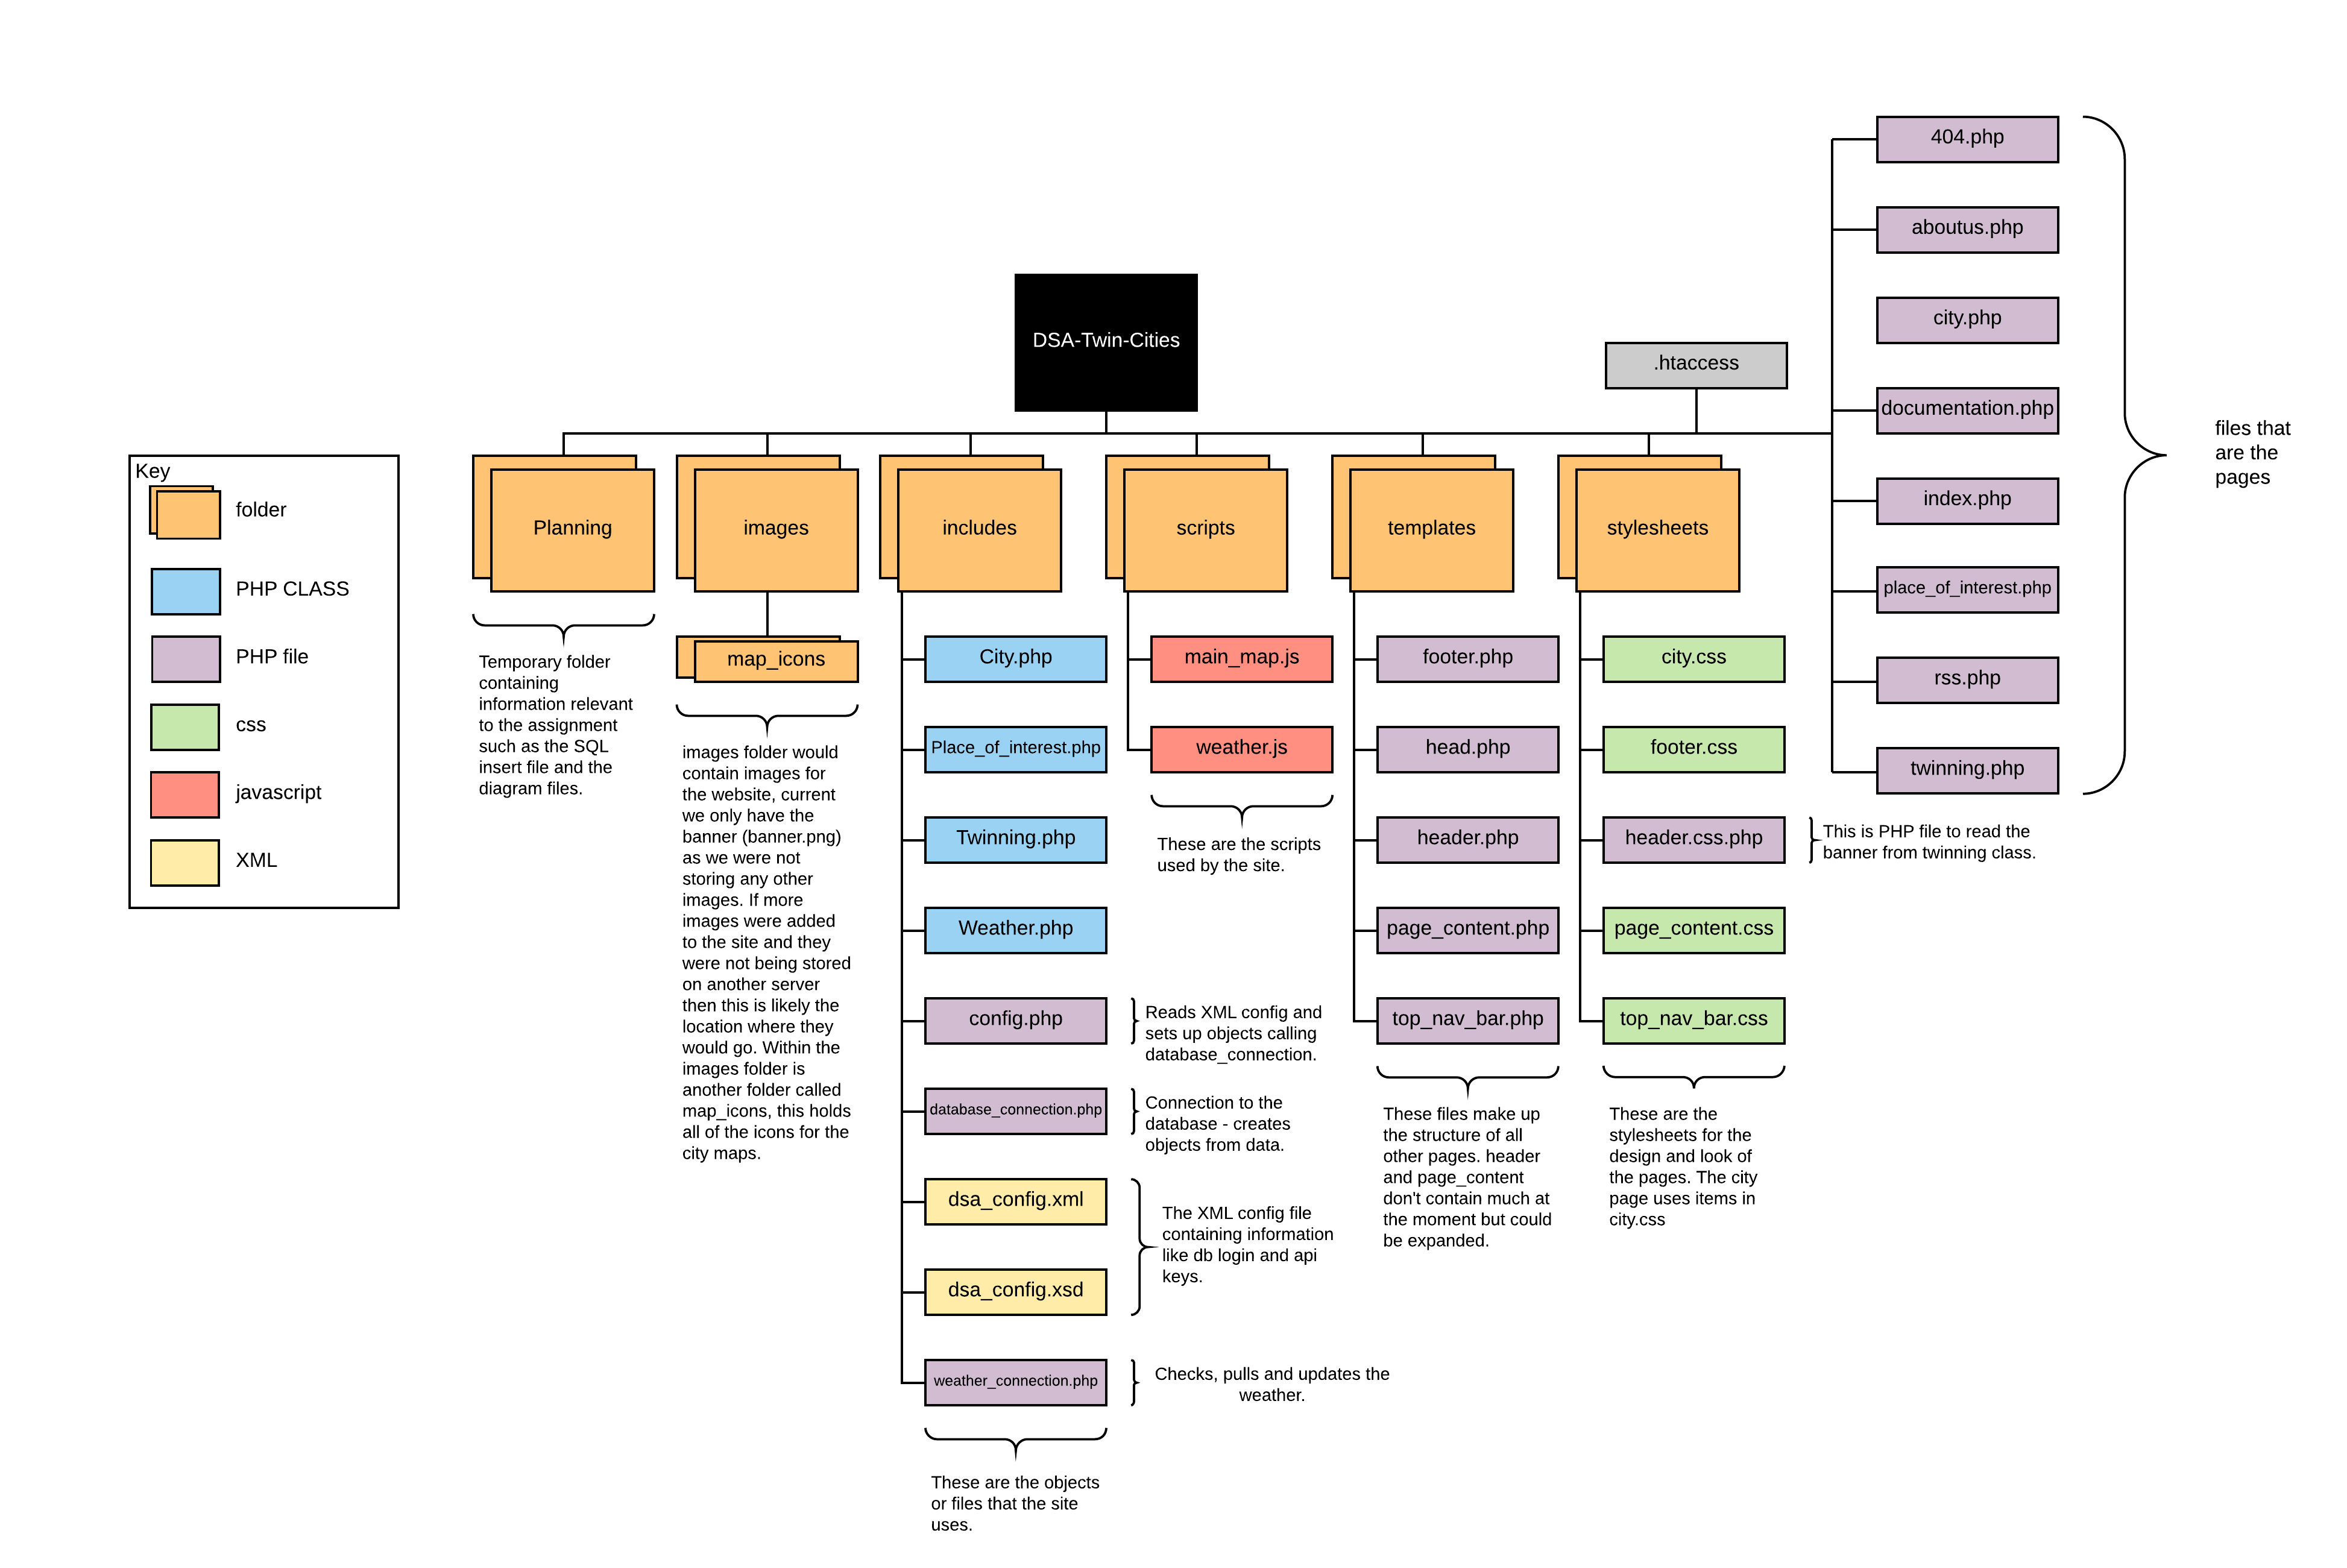 404.php
aboutus.php
city.php
documentation.php
index.php
place_of_interest.php
rss.php
twinning.php
files that
are the
pages
DSA-Twin-Cities
.htaccess
Key
folder
PHP CLASS
PHP file
css
javascript
XML
Planning
images
includes
scripts
templates
stylesheets
Temporary folder
containing
information relevant
to the assignment
such as the SQL
insert file and the
diagram files.
map_icons
images folder would
contain images for
the website, current
we only have the
banner (banner.png)
as we were not
storing any other
images. If more
images were added
to the site and they
were not being stored
on another server
then this is likely the
location where they
would go. Within the
images folder is
another folder called
map_icons, this holds
all of the icons for the
city maps.
City.php
Place_of_interest.php
Twinning.php
Weather.php
config.php
Reads XML config and
sets up objects calling
database_connection.
database_connection.php
Connection to the
database - creates
objects from data.
dsa_config.xml
dsa_config.xsd
The XML config file
containing information
like db login and api
keys.
weather_connection.php
Checks, pulls and updates the
weather.
These are the objects
or files that the site
uses.
main_map.js
weather.js
These are the scripts
used by the site.
footer.php
head.php
header.php
page_content.php
top_nav_bar.php
These files make up
the structure of all
other pages. header
and page_content
don't contain much at
the moment but could
be expanded.
city.css
footer.css
header.css.php
This is PHP file to read the
banner from twinning class.
page_content.css
top_nav_bar.css
These are the
stylesheets for the
design and look of
the pages. The city
page uses items in
city.css